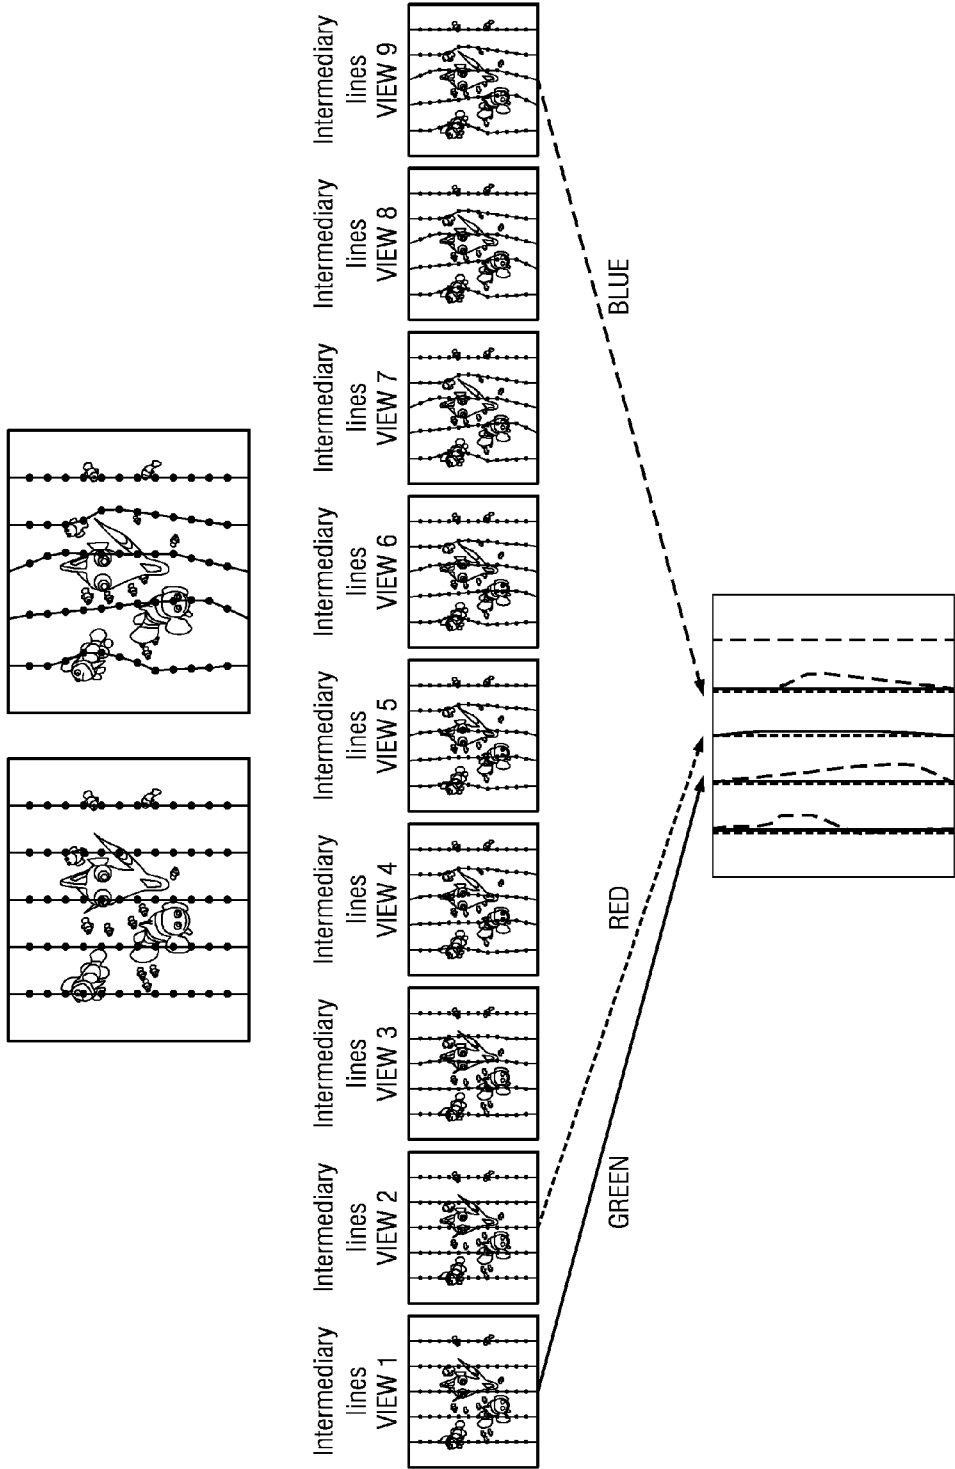 Intermediary
lines
VIEW 1
Intermediary
lines
VIEW 2
Intermediary
lines
VIEW 3
Intermediary
lines
VIEW 4
Intermediary
lines
VIEW 5
Intermediary
lines
VIEW 6
Intermediary
lines
VIEW 7
Intermediary
lines
VIEW 8
Intermediary
lines
VIEW 9
GREEN
RED
BLUE